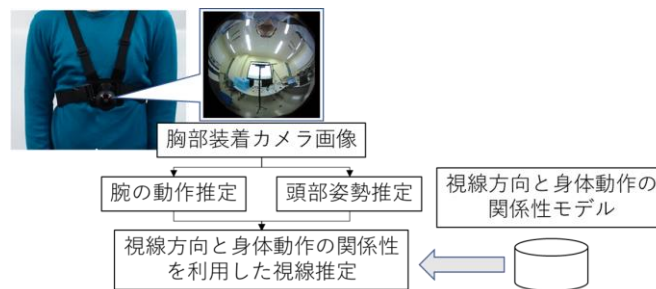 胸部装着カメラ画像
腕の動作推定
頭部姿勢推定
視線方向と身体動作の
関係性モデル
視線方向と身体動作の関係性
を利用した視線推定